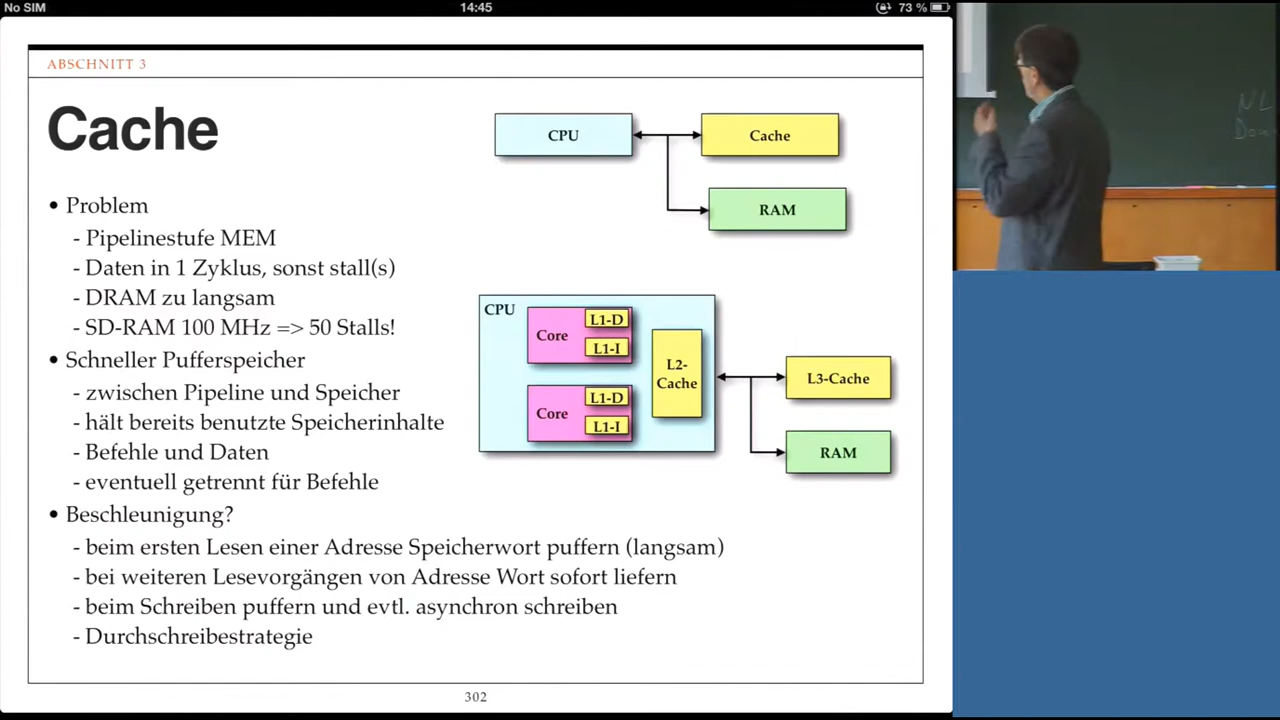 No SIM
14:45
73 %
ABSCHNITT 3
Cache
• Problem
- Pipelinestufe MEM
- Daten in 1 Zyklus, sonst stall(s)
- DRAM zu langsam
- SD-RAM 100 MHz => 50 Stalls!
• Schneller Pufferspeicher
- zwischen Pipeline und Speicher
- hält bereits benutzte Speicherinhalte
- Befehle und Daten
- eventuell getrennt für Befehle
• Beschleunigung?
- beim ersten Lesen einer Adresse Speicherwort puffern (langsam)
- bei weiteren Lesevorgängen von Adresse Wort sofort liefern
- beim Schreiben puffern und evtl. asynchron schreiben
- Durchschreibestrategie
CPU
Cache
RAM
CPU
Core
L1-D
L1-I
Core
L1-D
L1-I
L2-
Cache
L3-Cache
RAM
302